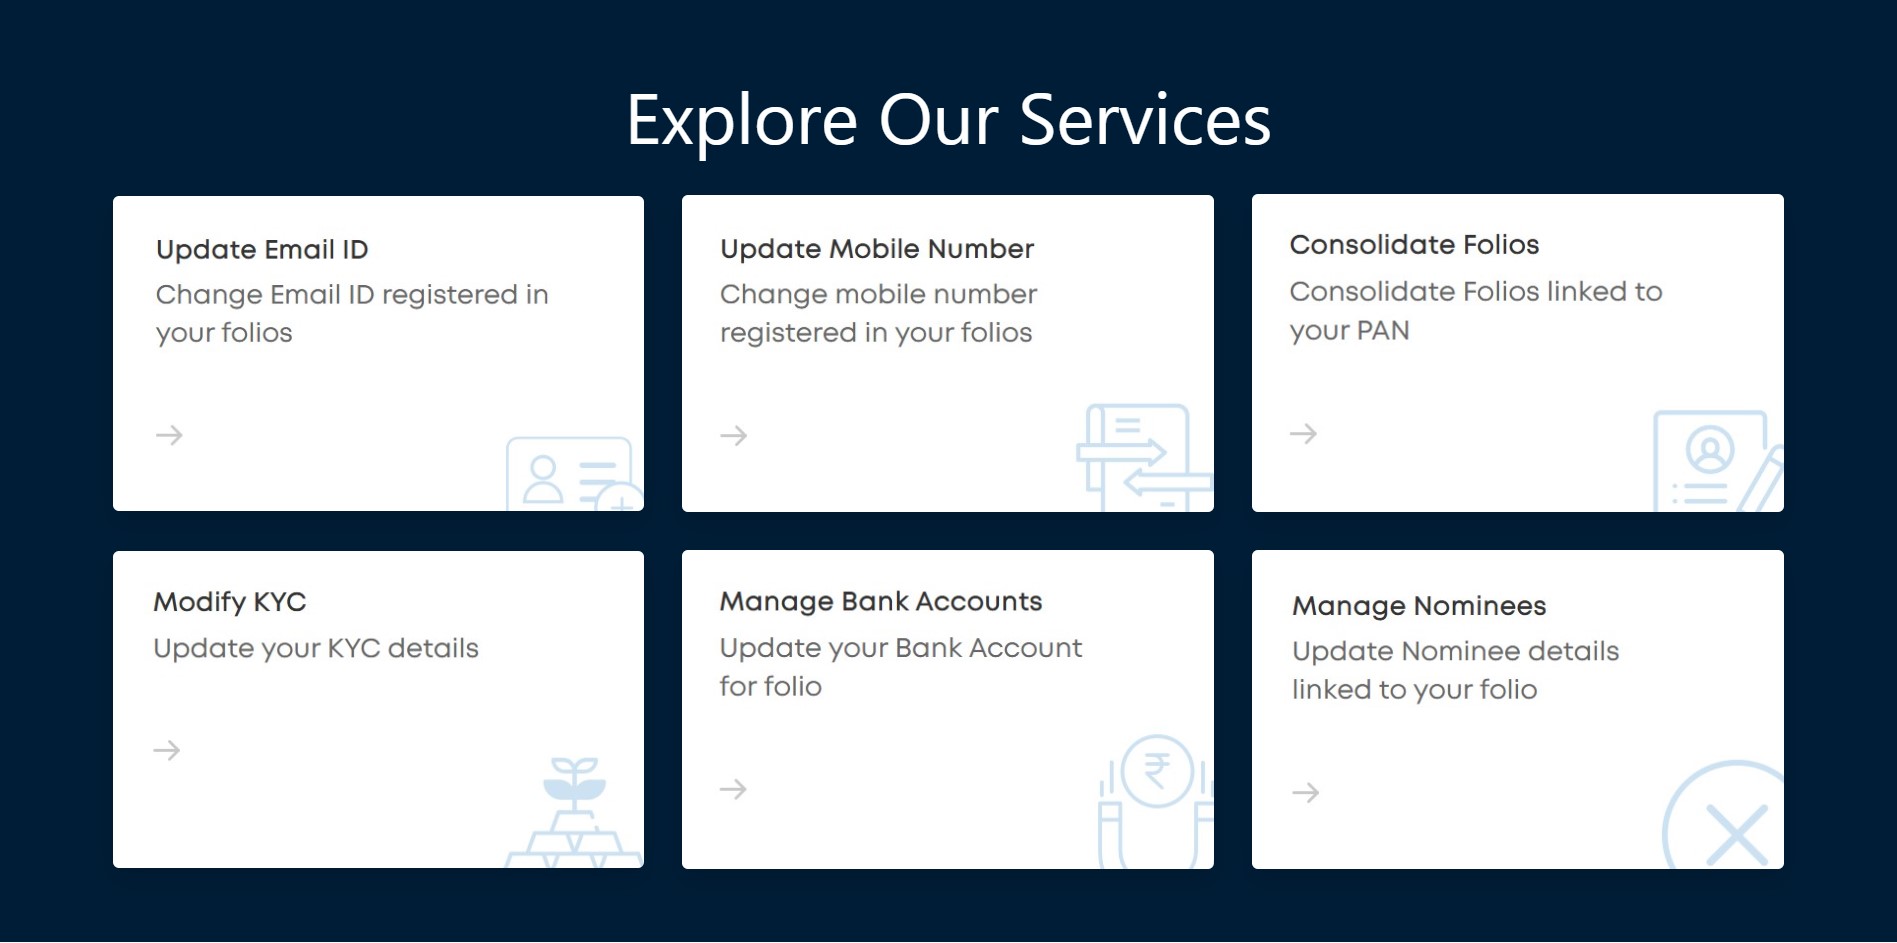 Explore Our Services
Update Email ID
Change Email ID registered in
your folios
Update Mobile Number
Change mobile number
registered in your folios
Consolidate Folios
Consolidate Folios linked to
your PAN
Modify KYC
Update your KYC details
Manage Bank Accounts
Update your Bank Account
for folio
₹
Manage Nominees
Update Nominee details
linked to your folio